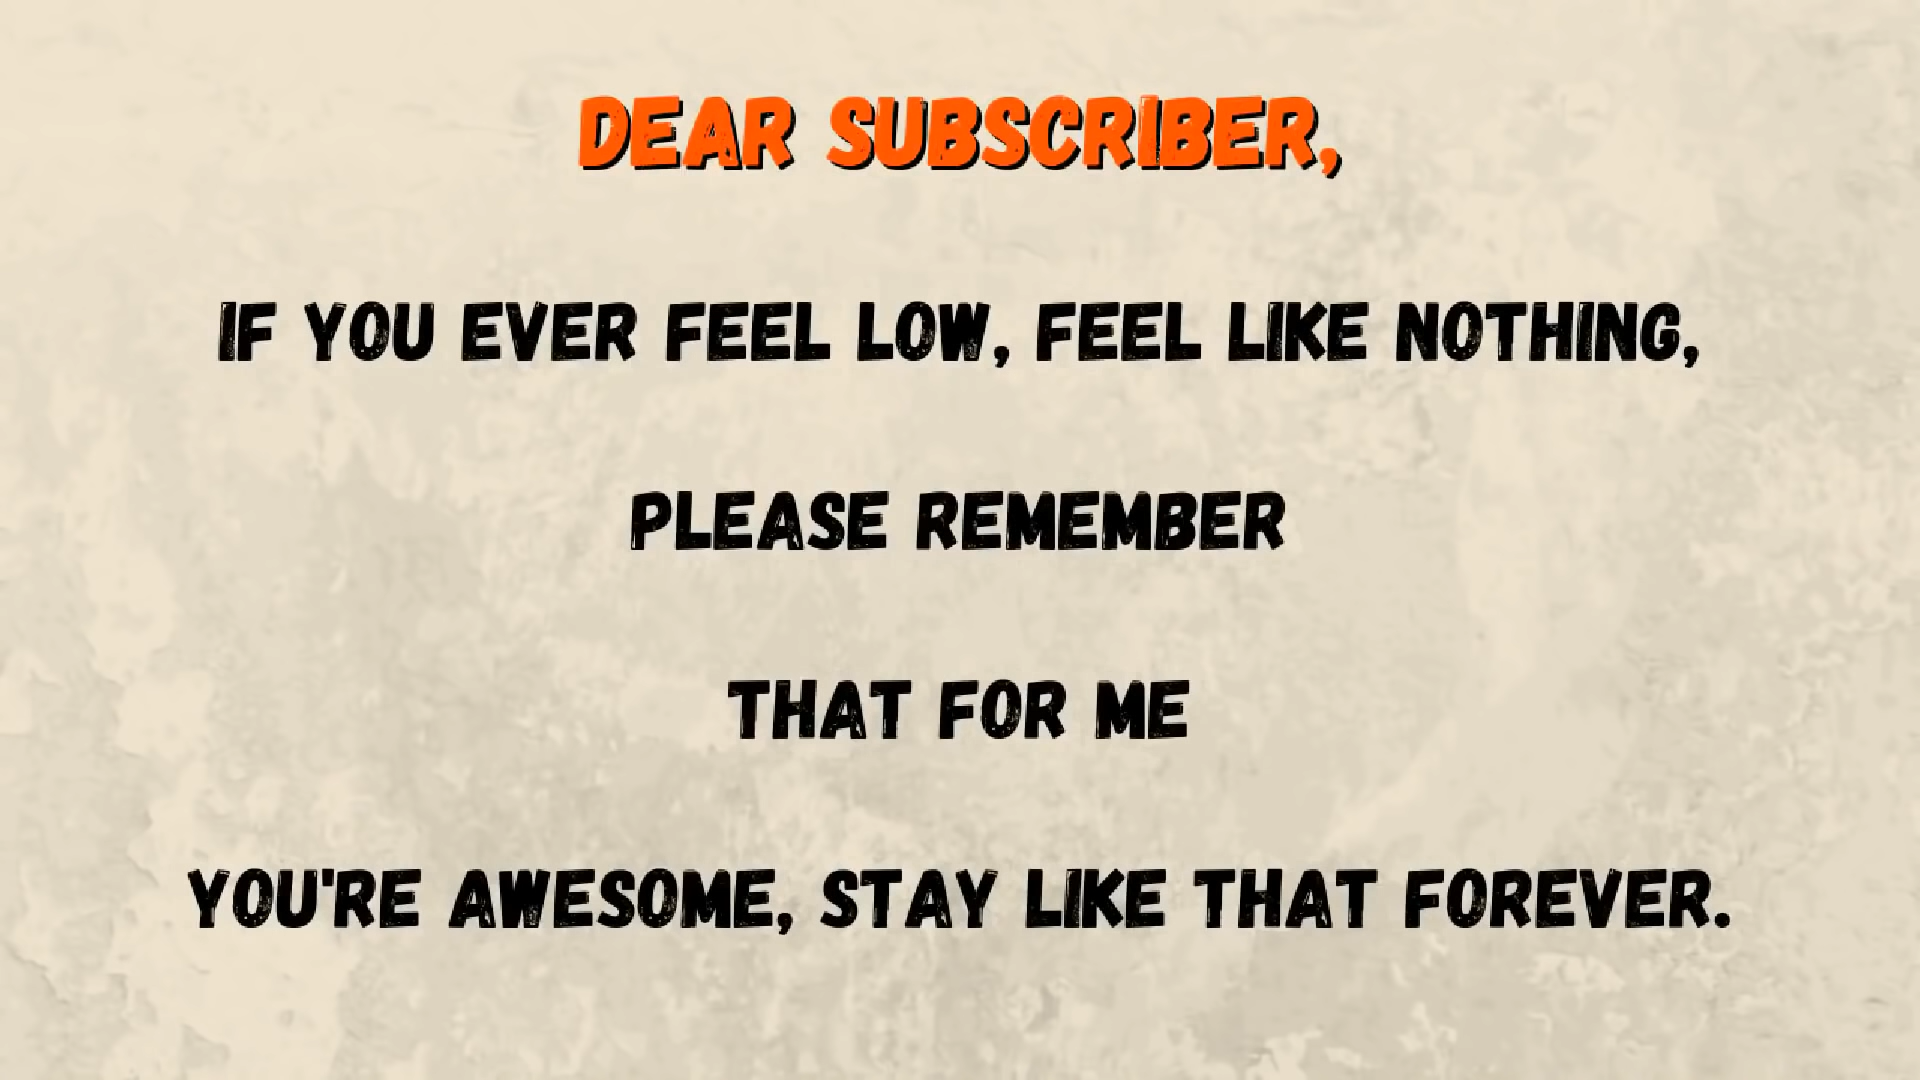 DEAR SUBSCRIBER,
IF YOU EVER FEEL LOW, FEEL LIKE NOTHING,
PLEASE REMEMBER
THAT FOR ME
YOU'RE AWESOME, STAY LIKE THAT FOREVER.